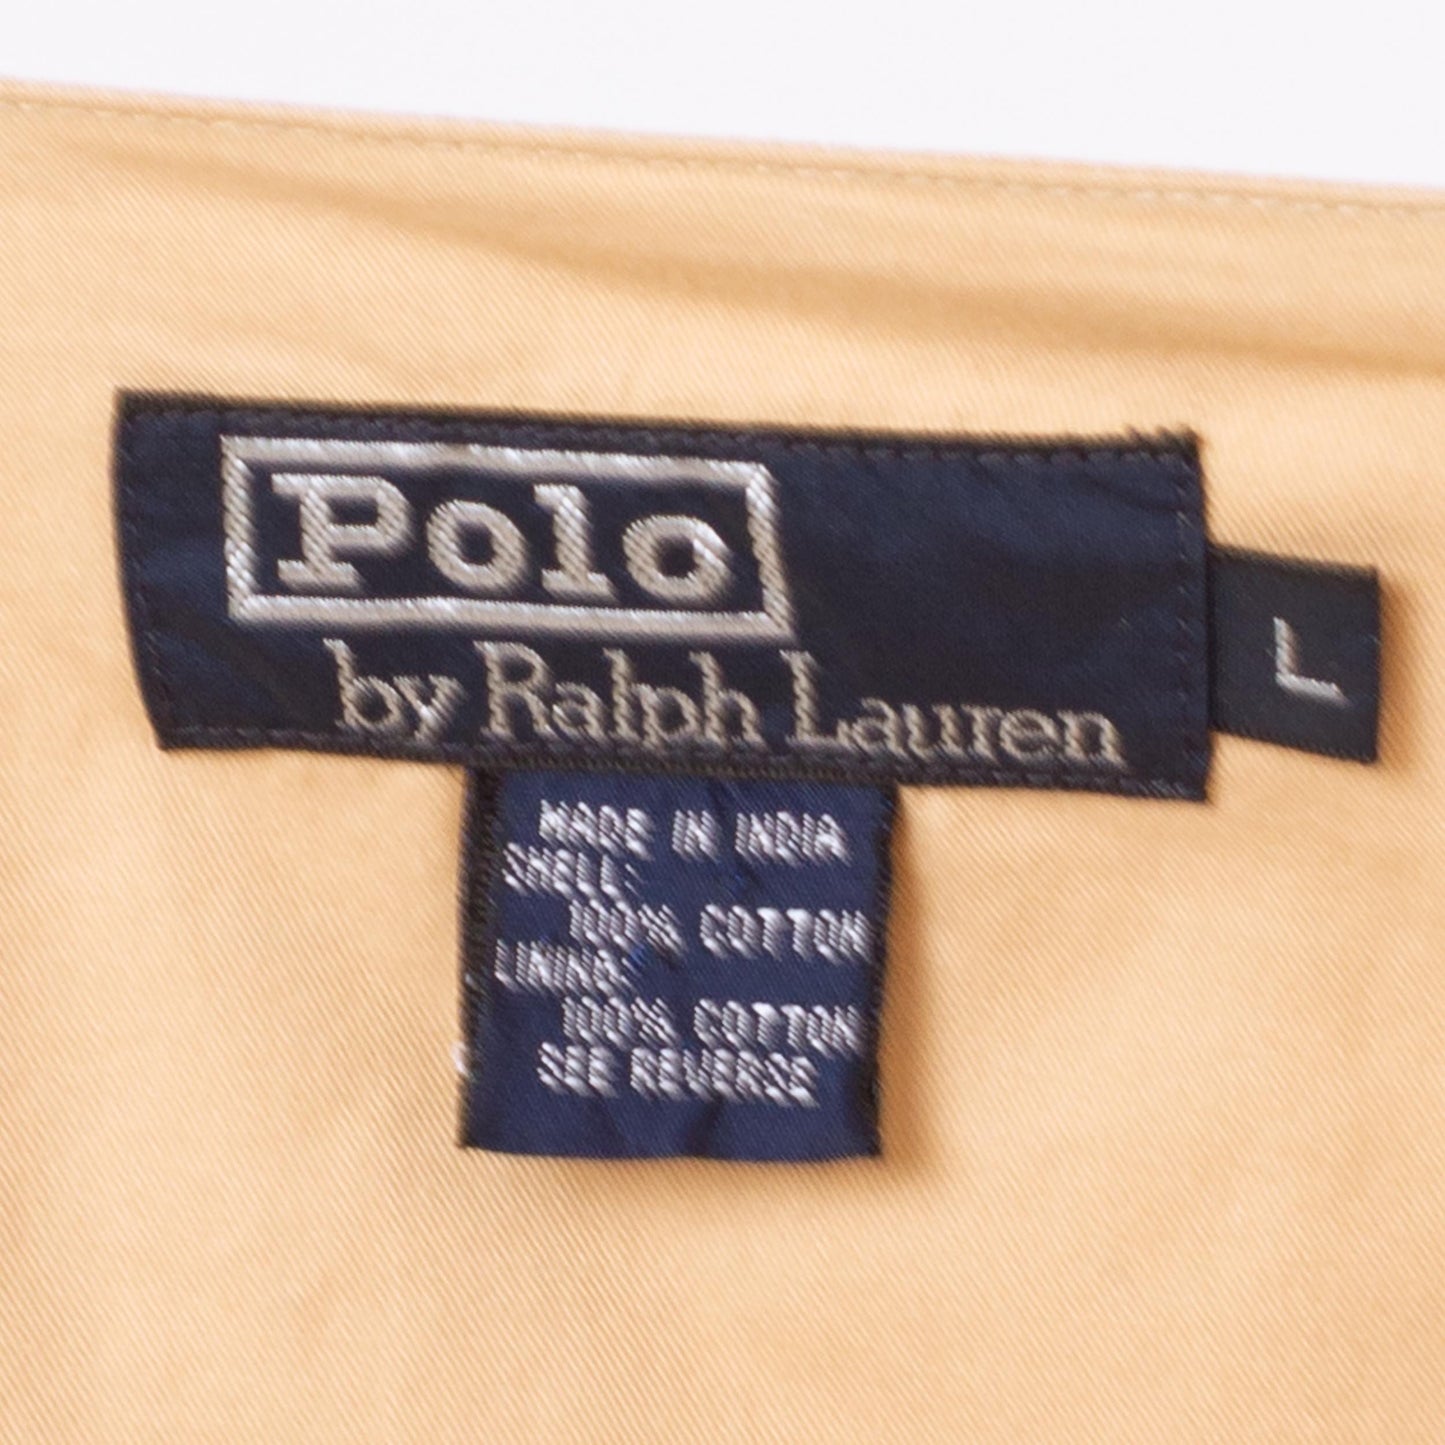 Polo
by Ralph Lauren
L
MADE IN INDIA
SHELL:
100% COTTON
LINING:
100% COTTON
SEE REVERSE